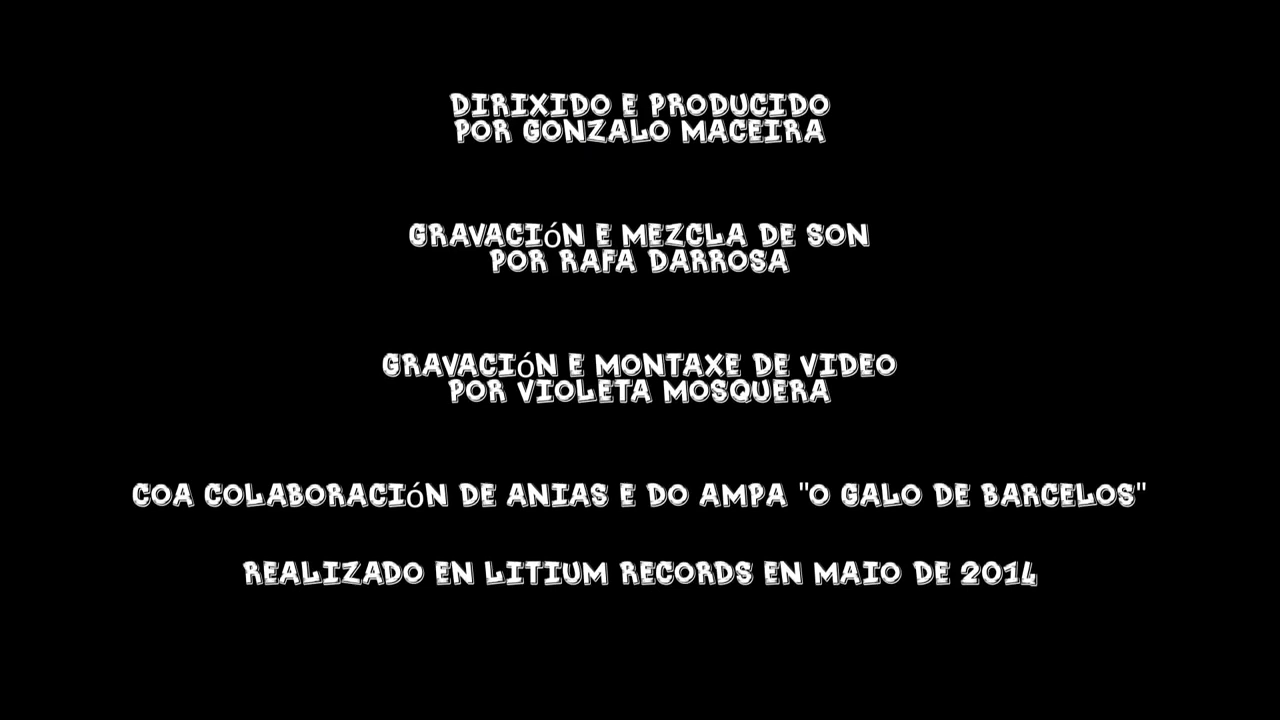 DIRIXIDO E PRODUCIDO
POR GONZALO MACEIRA
GRAVACIÓN E MEZCLA DE SON
POR RAFA DARROSA
GRAVACIÓN E MONTAXE DE VIDEO
POR VIOLETA MOSQUERA
COA COLABORACIÓN DE ANIAS E DO AMPA "O GALO DE BARCELOS"
REALIZADO EN LITIUM RECORDS EN MAIO DE 2014